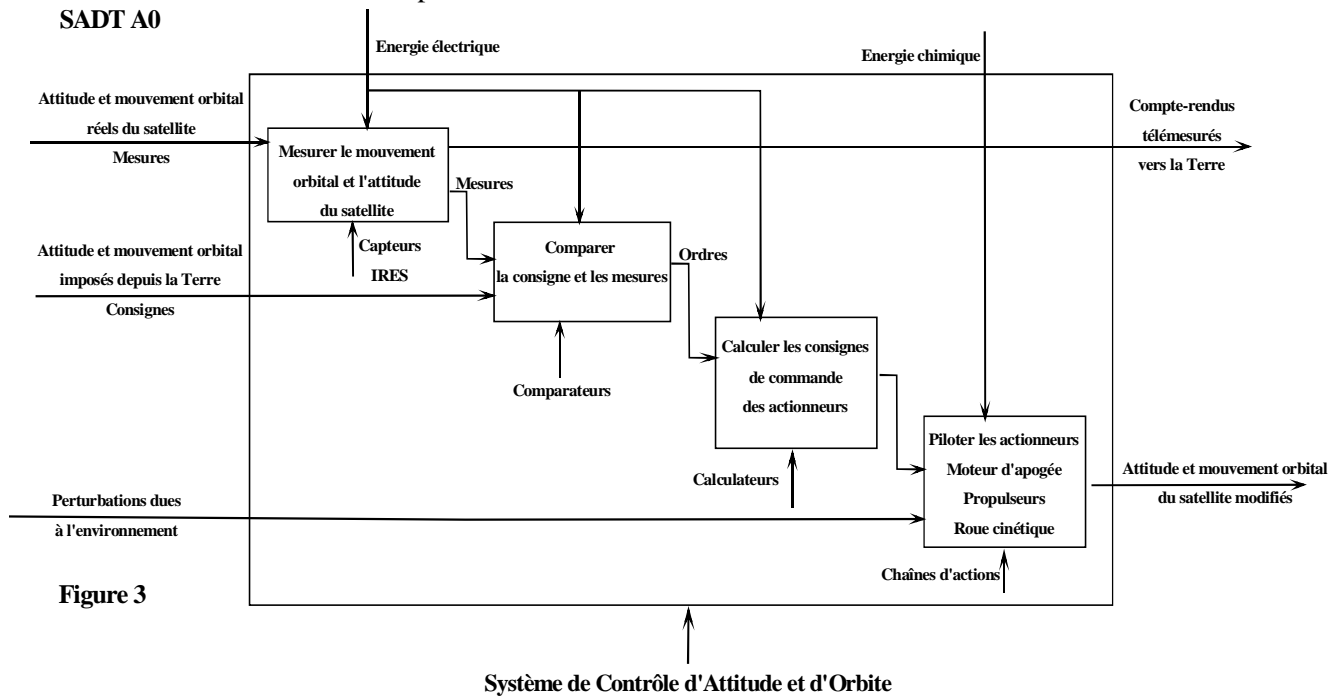 SADT A0
Energie électrique
Energie chimique
Attitude et mouvement orbital
réels du satellite
Mesures
Compte-rendus
télémesurés
vers la Terre
Mesurer le mouvement
orbital et l'attitude
du satellite
Mesures
Capteurs
IRES
Attitude et mouvement orbital
imposés depuis la Terre
Consignes
Comparer
la consigne et les mesures
Ordres
Comparateurs
Calculer les consignes
de commande
des actionneurs
Calculateurs
Piloter les actionneurs
Moteur d'apogée
Propulseurs
Roue cinétique
Attitude et mouvement orbital
du satellite modifiés
Perturbations dues
à l'environnement
Chaînes d'actions
Figure 3
Système de Contrôle d'Attitude et d'Orbite